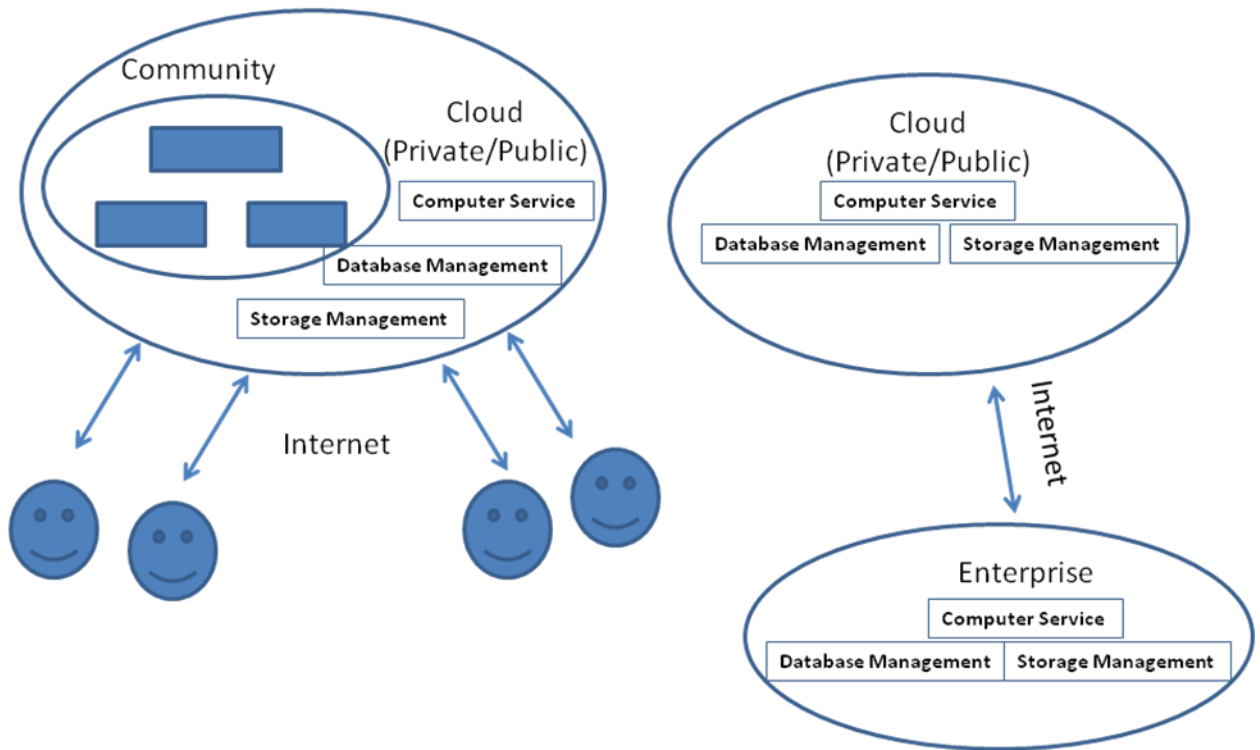 Community
Cloud
(Private/Public)
Computer Service
Database Management
Storage Management
Internet
Cloud
(Private/Public)
Computer Service
Database Management
Storage Management
Internet
Enterprise
Computer Service
Database Management
Storage Management